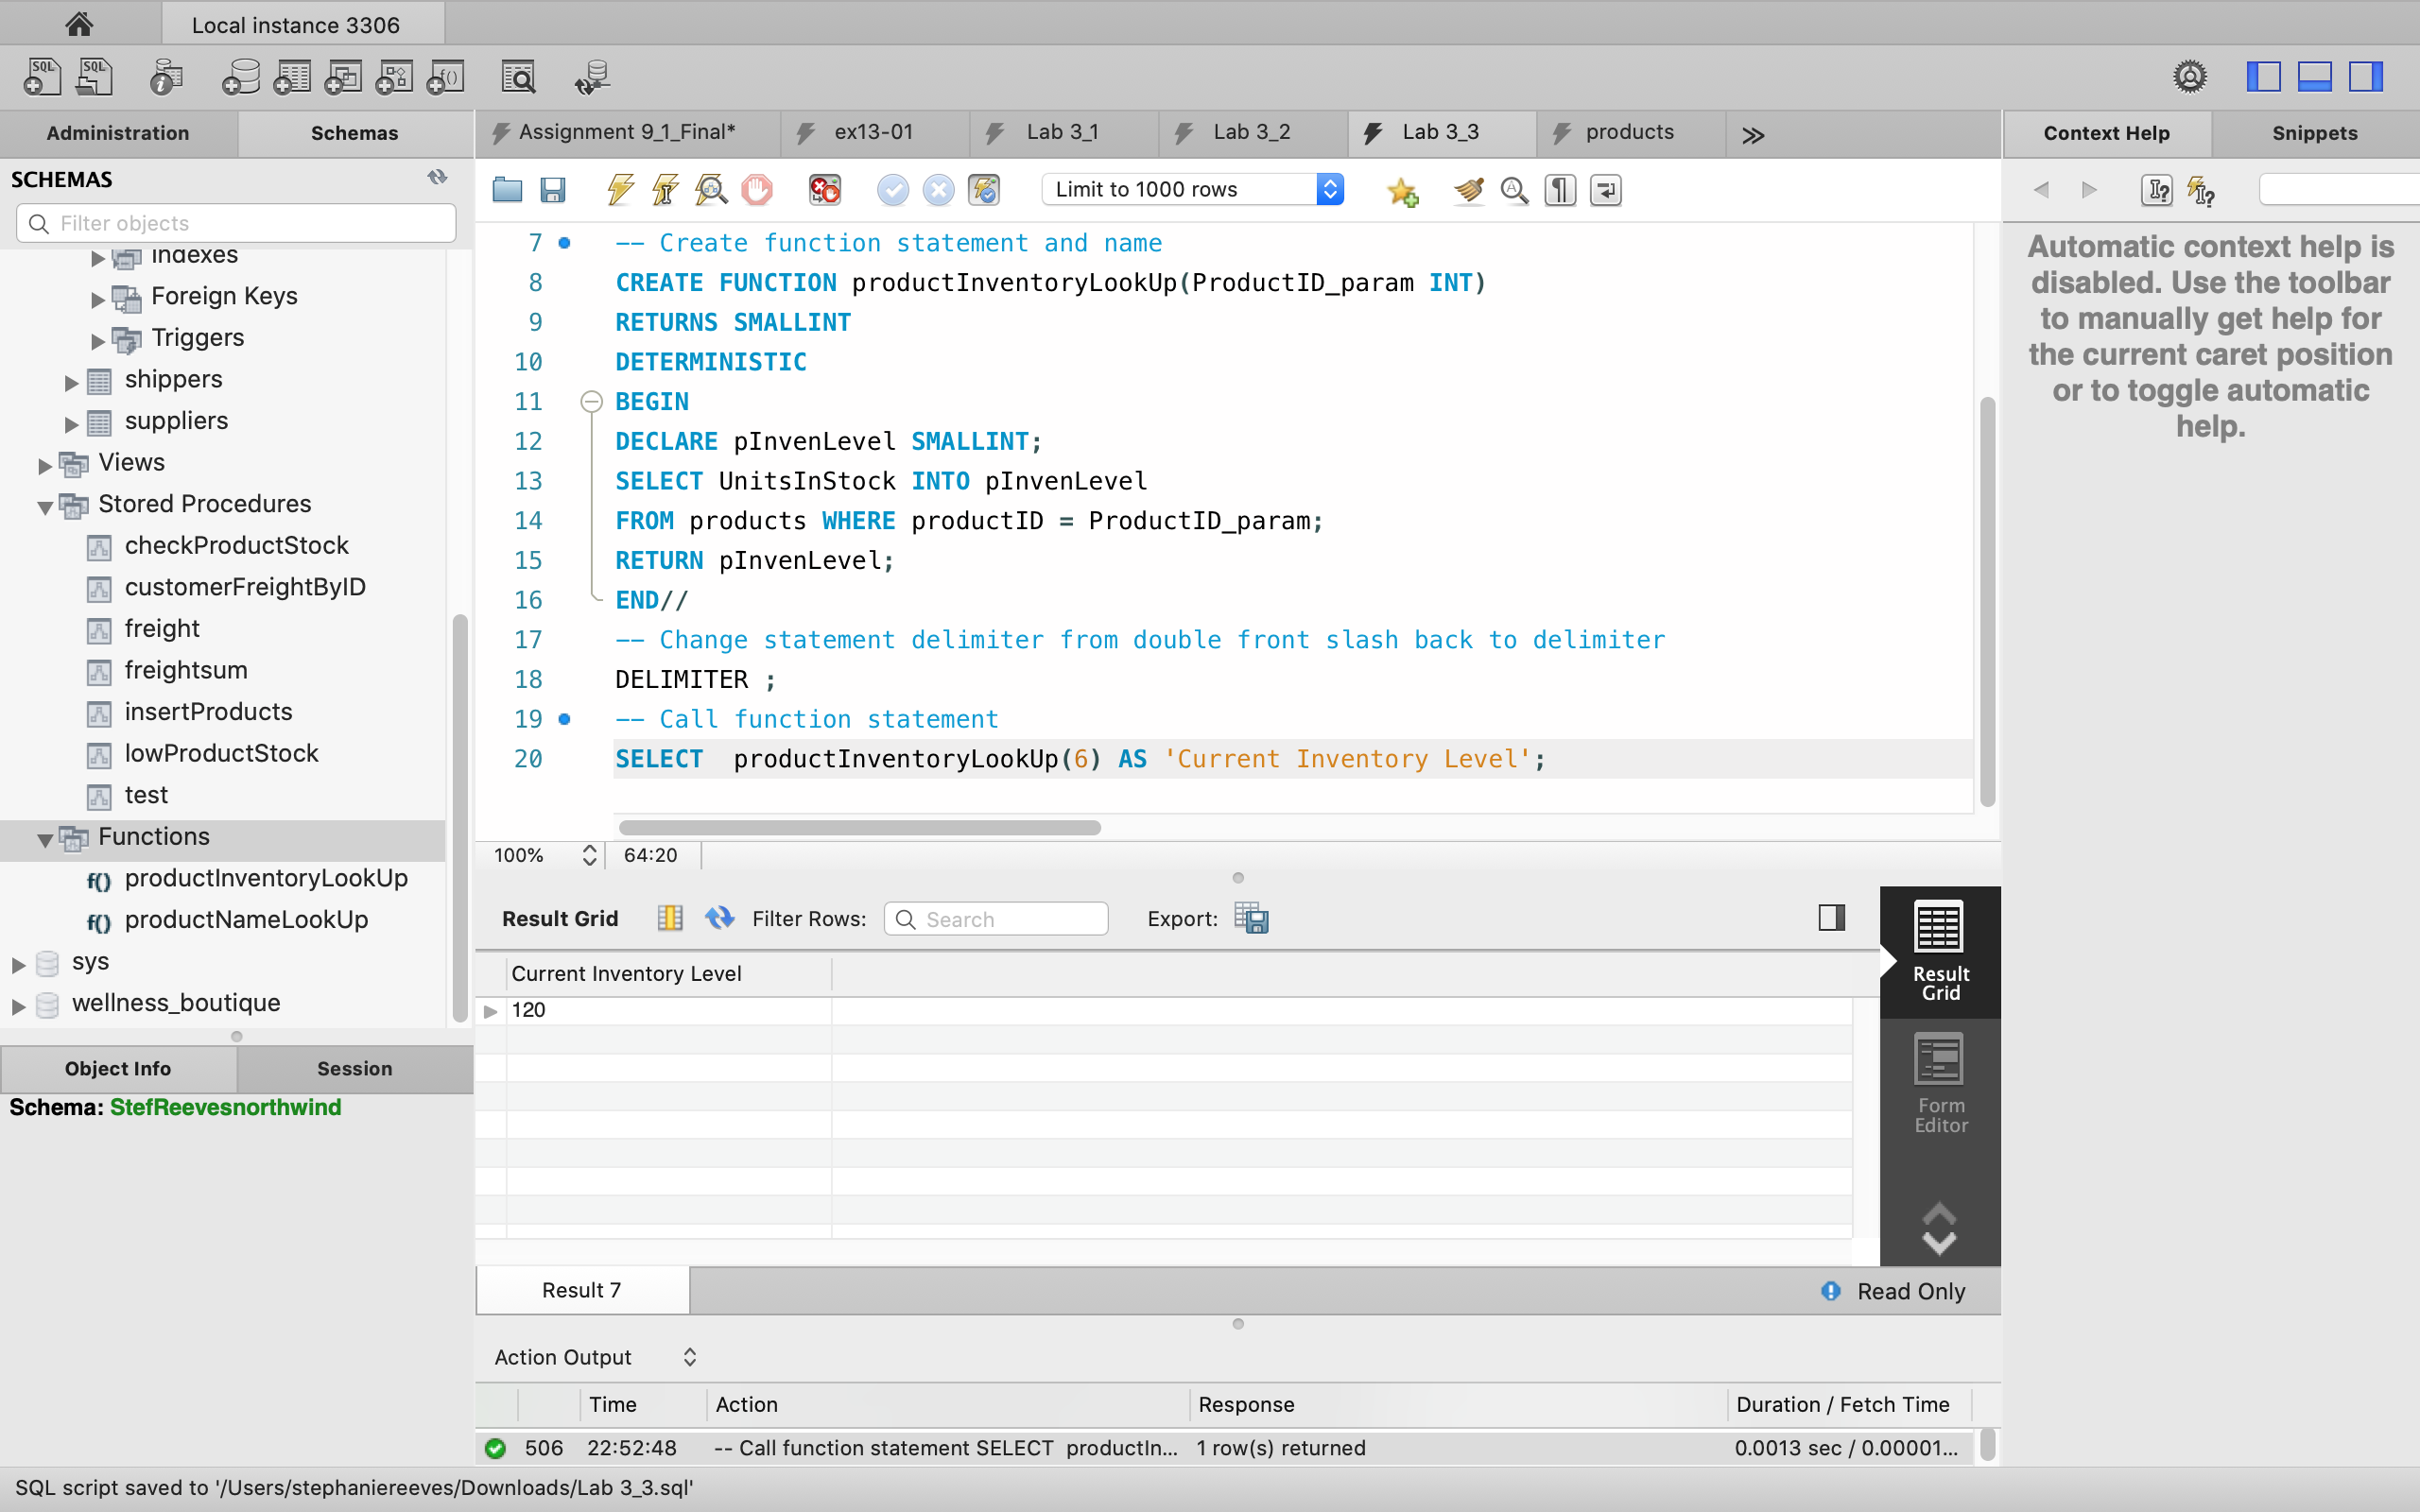 Local instance 3306
SQL SQL
Administration
Schemas
SCHEMAS
Filter objects
Indexes
Foreign Keys
Triggers
shippers
suppliers
Views
Stored Procedures
checkProductStock
customerFreightByID
freight
freightsum
insertProducts
lowProductStock
test
Functions
f() productInventoryLookUp
f() productNameLookUp
sys
wellness_boutique
Object Info
Session
Schema: StefReevesnorthwind
Assignment 9_1_Final*
ex13-01
Lab 3_1
Lab 3_2
Lab 3_3
products
Limit to 1000 rows
7 -- Create function statement and name
8 CREATE FUNCTION productInventoryLookUp(ProductID_param INT)
9 RETURNS SMALLINT
10 DETERMINISTIC
11 BEGIN
12 DECLARE pInvenLevel SMALLINT;
13 SELECT UnitsInStock INTO pInvenLevel
14 FROM products WHERE productID = ProductID_param;
15 RETURN pInvenLevel;
16 END//
17 -- Change statement delimiter from double front slash back to delimiter
18 DELIMITER ;
19 -- Call function statement
20 SELECT  productInventoryLookUp(6) AS 'Current Inventory Level';
100%
64:20
Result Grid
Filter Rows:
Search
Export:
Current Inventory Level
120
Result
Grid
Form
Editor
Result 7
Read Only
Action Output
Time
Action
Response
Duration / Fetch Time
506
22:52:48
-- Call function statement SELECT  productIn...
1 row(s) returned
0.0013 sec / 0.00001...
Context Help
Snippets
Automatic context help is
disabled. Use the toolbar
to manually get help for
the current caret position
or to toggle automatic
help.
SQL script saved to '/Users/stephaniereeves/Downloads/Lab 3_3.sql'